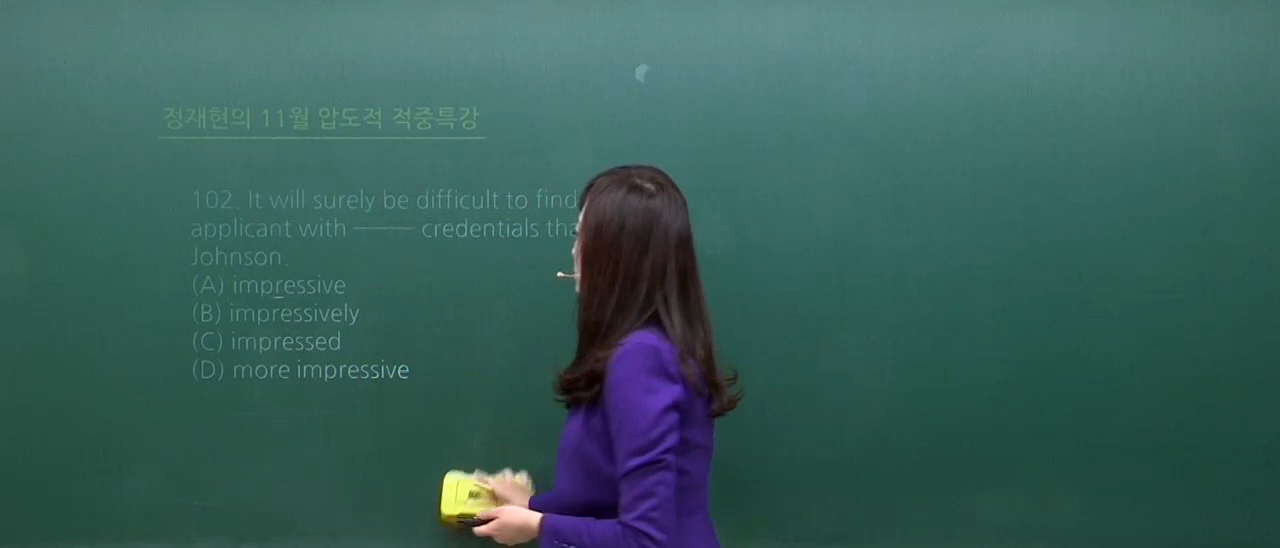 정재현의 11월 압도적 적중특강
102. It will surely be difficult to find
applicant with ——— credentials
Johnson.
(A) impressive
(B) impressively
(C) impressed
(D) more impressive